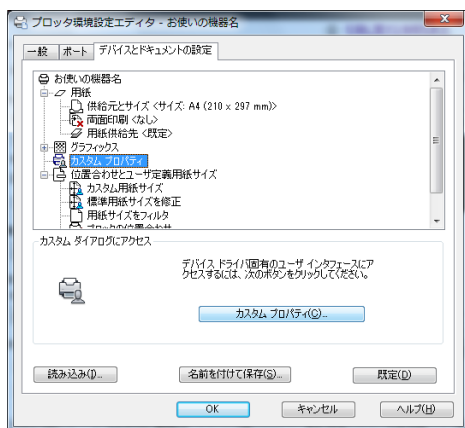 プロッタ環境設定エディタ - お使いの機器名
一般 ポート デバイスとドキュメントの設定
お使いの機器名
用紙
供給元とサイズ <サイズ: A4 (210 x 297 mm)>
両面印刷 <なし>
用紙供給先 <既定>
グラフィックス
カスタム プロパティ
位置合わせとユーザ定義用紙サイズ
カスタム用紙サイズ
標準用紙サイズを修正
用紙サイズをフィルタ
プロッタの位置合わせ
カスタム ダイアログにアクセス
デバイス ドライバ固有のユーザ インタフェースにア
クセスするには、次のボタンをクリックしてください。
カスタム プロパティ(C)...
読み込み(I)... 名前を付けて保存(S)... 既定(D)
OK キャンセル ヘルプ(H)